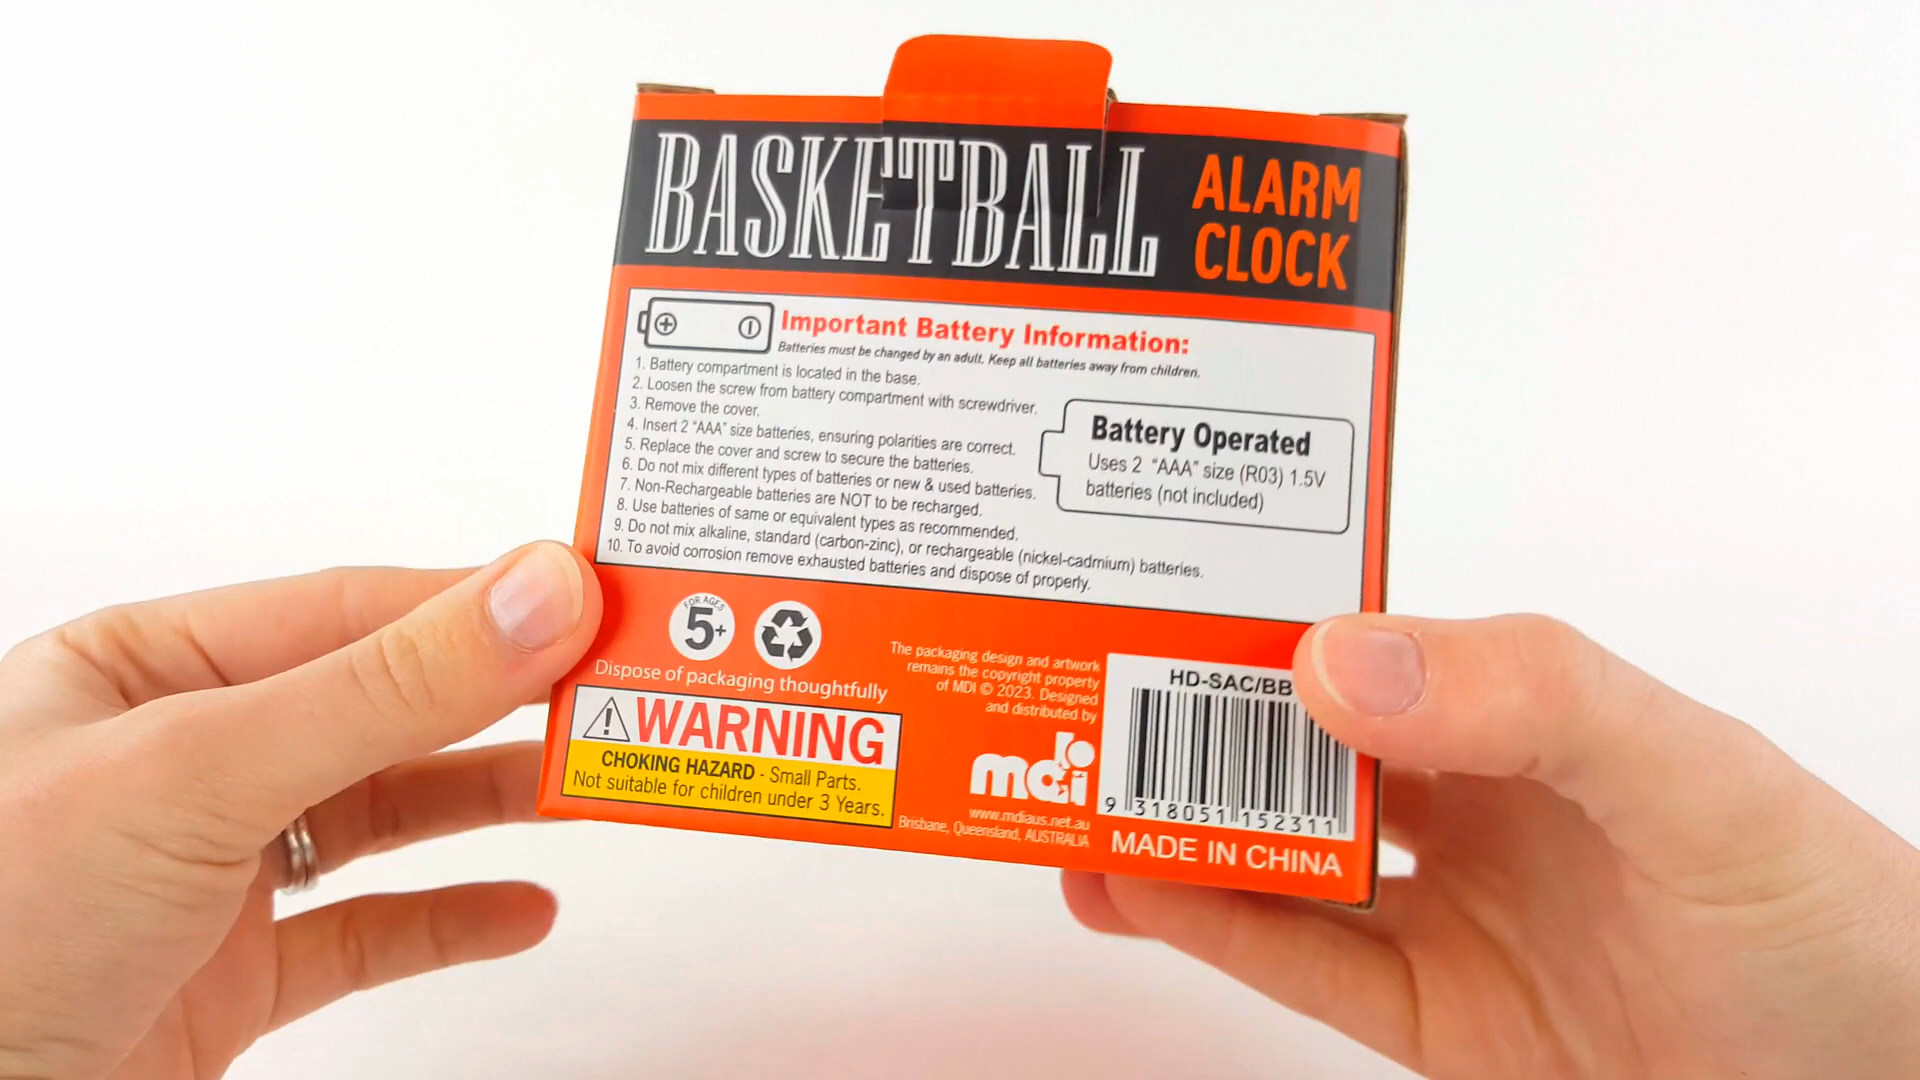 BASKETBALL
ALARM
CLOCK
Important Battery Information:
Batteries must be changed by an adult. Keep all batteries away from children.
1. Battery compartment is located in the base.
2. Loosen the screw from battery compartment with screwdriver.
3. Remove the cover.
4. Insert 2 “AAA” size batteries, ensuring polarities are correct.
5. Replace the cover and screw to secure the batteries.
6. Do not mix different types of batteries or new & used batteries.
7. Non-Rechargeable batteries are NOT to be recharged.
8. Use batteries of same or equivalent types as recommended.
9. Do not mix alkaline, standard (carbon-zinc), or rechargeable (nickel-cadmium) batteries.
10. To avoid corrosion remove exhausted batteries and dispose of properly.
Battery Operated
Uses 2 “AAA” size (R03) 1.5V
batteries (not included)
FOR AGES
5+
Dispose of packaging thoughtfully
WARNING
CHOKING HAZARD - Small Parts.
Not suitable for children under 3 Years.
The packaging design and artwork
remains the copyright property
of MDI © 2023. Designed
and distributed by
mdi
www.mdiaus.net.au
Brisbane, Queensland, AUSTRALIA
HD-SAC/BB
9 318051 152311
MADE IN CHINA